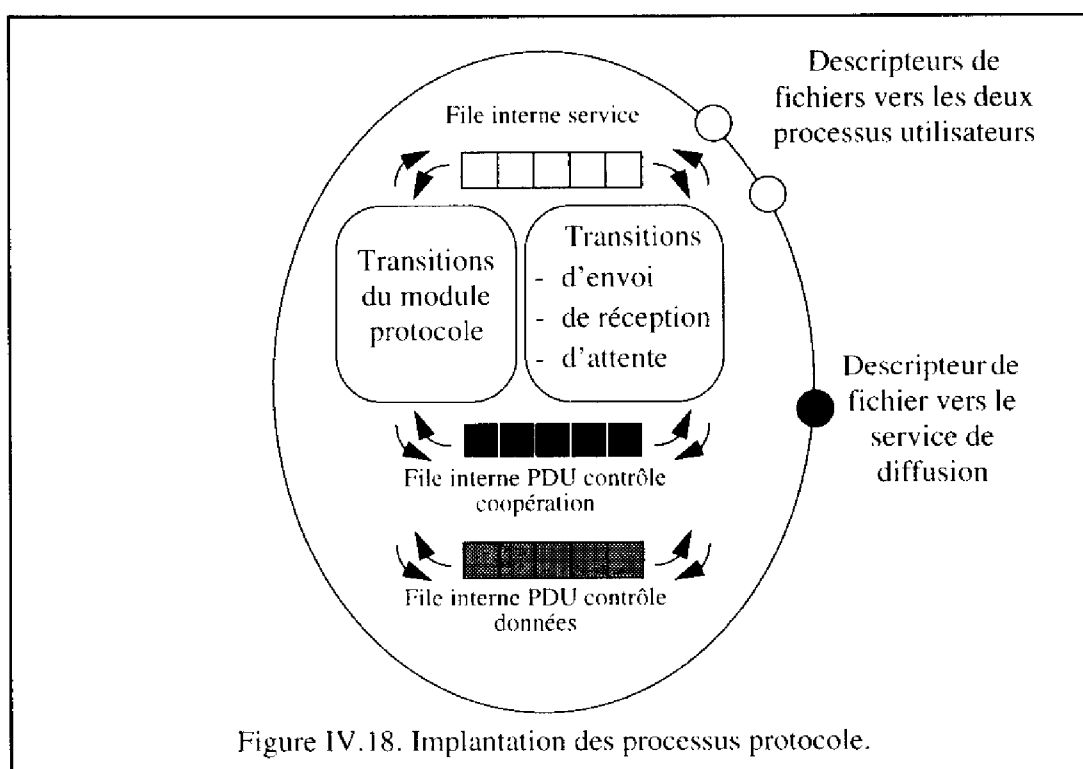 Descripteurs de
fichiers vers les deux
processus utilisateurs
File interne service
Transitions
du module
protocole
Transitions
- d'envoi
- de réception
- d'attente
Descripteur de
fichier vers le
service de
diffusion
File interne PDU contrôle
coopération
File interne PDU contrôle
données
Figure IV.18. Implantation des processus protocole.